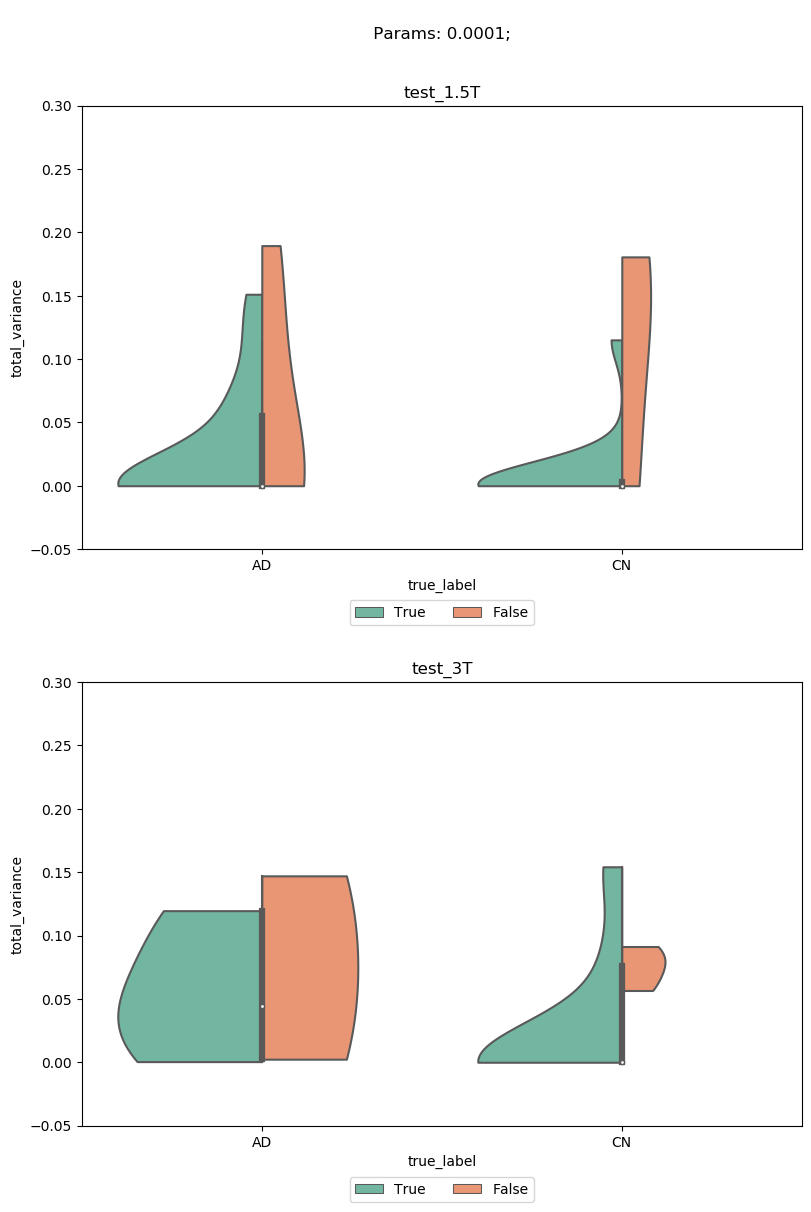 Params: 0.0001;
test_1.5T
0.30
0.25
0.20
0.15
0.10
0.05
0.00
−0.05
total_variance
AD CN
true_label
True False
test_3T
0.30
0.25
0.20
0.15
0.10
0.05
0.00
−0.05
total_variance
AD CN
true_label
True False